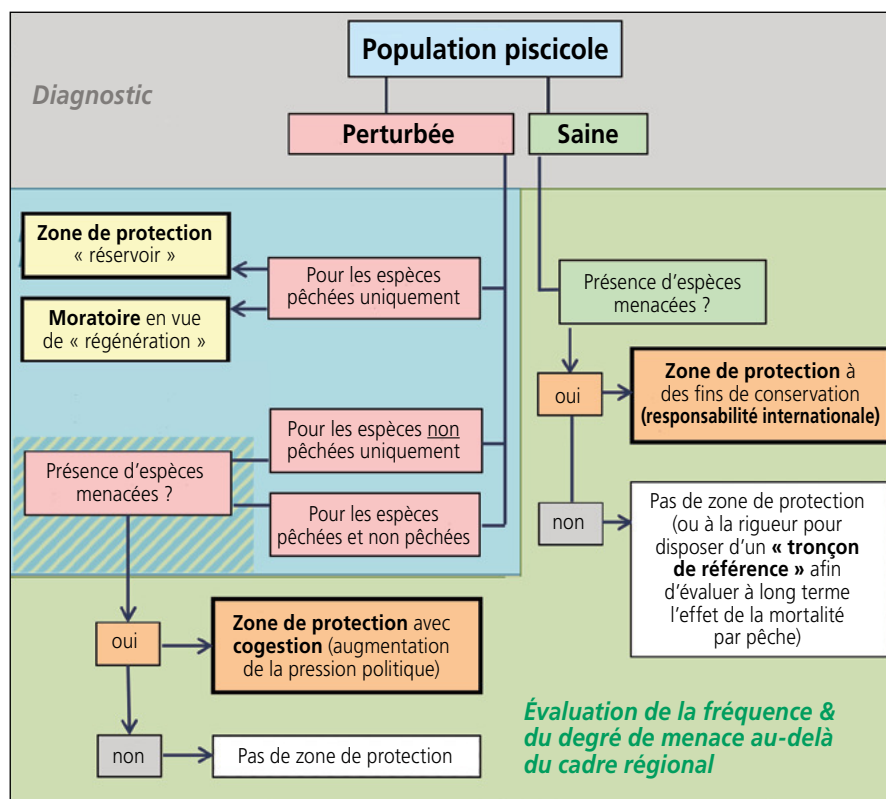 Population piscicole
Diagnostic
Perturbée
Saine
Zone de protection
« réservoir »
Pour les espèces
pêchées uniquement
Moratoire en vue
de « régénération »
Présence d'espèces
menacées ?
oui
Zone de protection à
des fins de conservation
(responsabilité internationale)
Pour les espèces non
pêchées uniquement
Présence d'espèces
menacées ?
Pour les espèces
pêchées et non pêchées
non
Pas de zone de protection
(ou à la rigueur pour
disposer d'un « tronçon
de référence » afin
d'évaluer à long terme
l'effet de la mortalité
par pêche)
oui
Zone de protection avec
cogestion (augmentation
de la pression politique)
non
Pas de zone de protection
Évaluation de la fréquence &
du degré de menace au-delà
du cadre régional